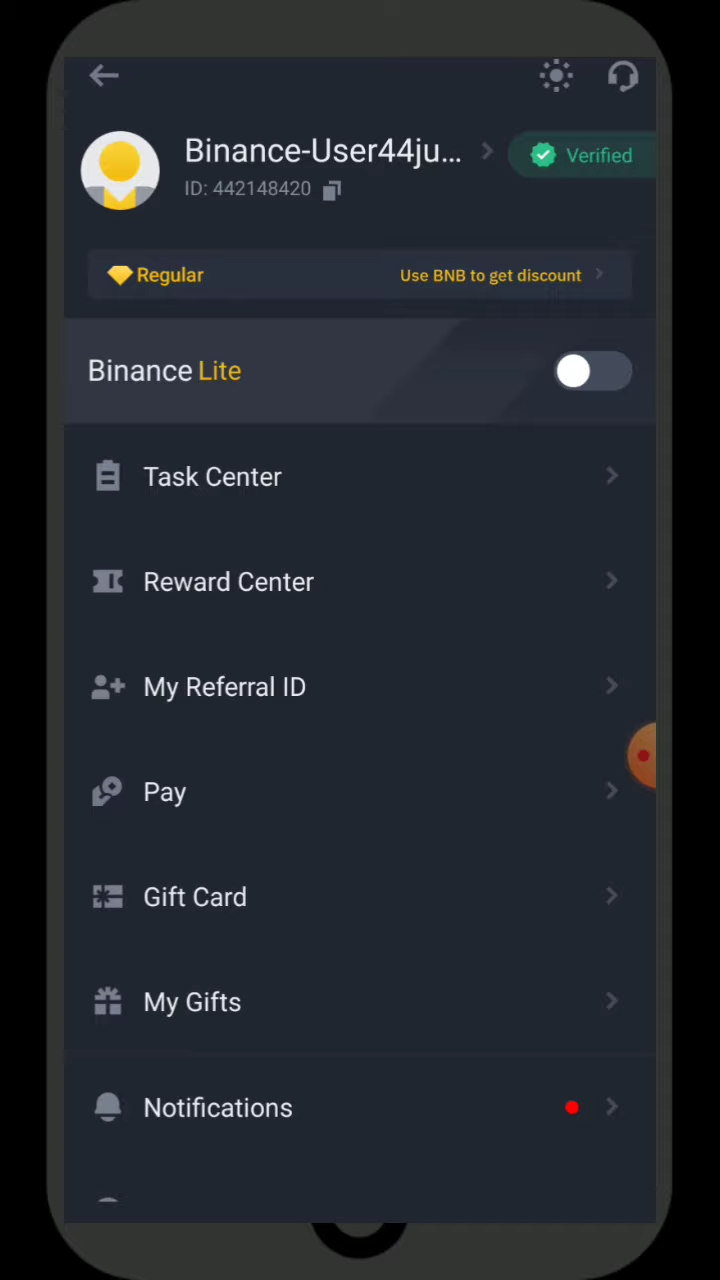 Binance-User44ju...
Verified
ID: 442148420
Regular
Use BNB to get discount
Binance Lite
Task Center
Reward Center
My Referral ID
Pay
Gift Card
My Gifts
Notifications